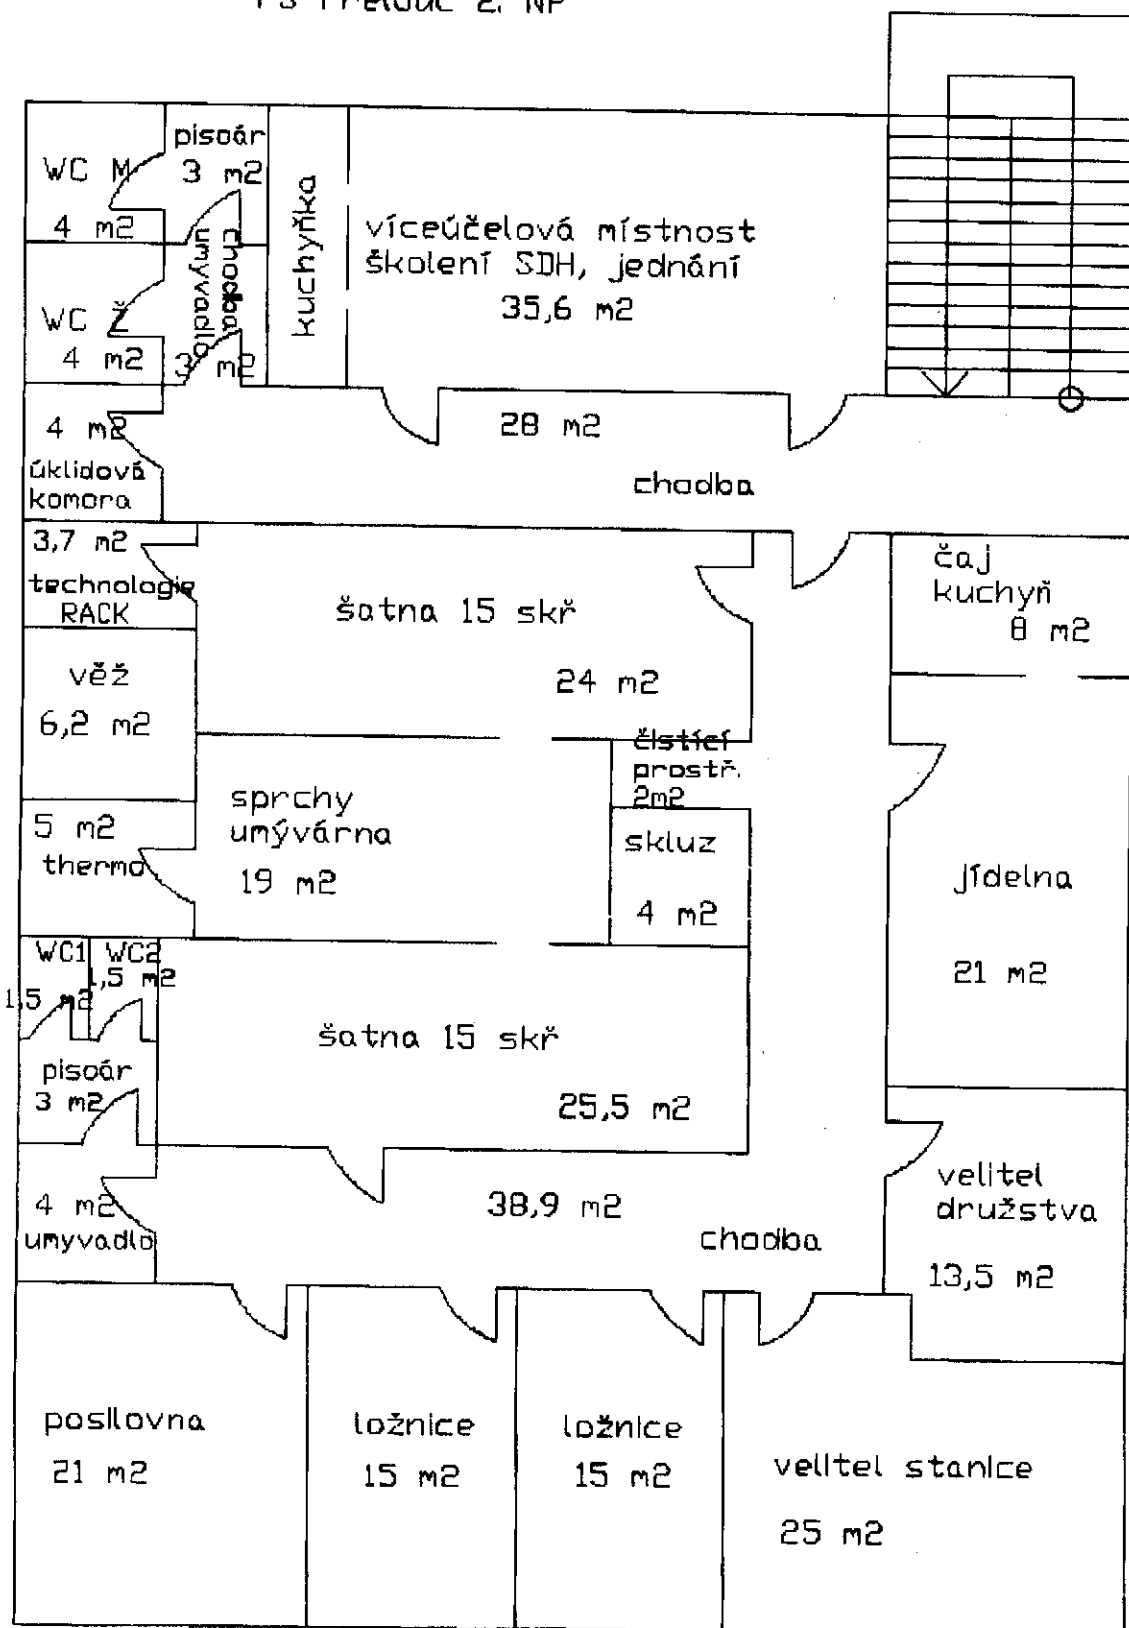 2. NP
pisoár
3 m2
WC M
4 m2
chodba
umyvadlo
3 m2
kuchyňka
víceúčelová místnost
školení SDH, jednání
35,6 m2
WC Ž
4 m2
4 m2
úklidová
komora
28 m2
chodba
3,7 m2
technologie
RACK
šatna 15 skř
24 m2
čaj
kuchyň
8 m2
věž
6,2 m2
čistící
prostř.
2m2
sprchy
umývárna
19 m2
5 m2
thermo
skluz
4 m2
jídelna
21 m2
WC1
1,5 m2
WC2
1,5 m2
šatna 15 skř
25,5 m2
pisoár
3 m2
4 m2
umyvadlo
38,9 m2
chodba
velitel
družstva
13,5 m2
posilovna
21 m2
ložnice
15 m2
ložnice
15 m2
velitel stanice
25 m2